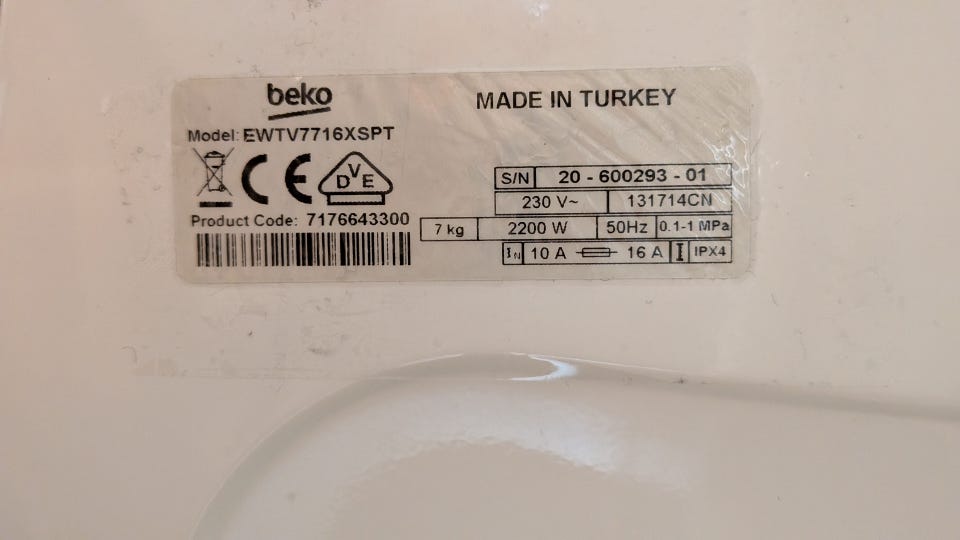 beko
MADE IN TURKEY
Model: EWTV7716XSPT
CE DVE
Product Code: 7176643300
S/N 20 - 600293 - 01
230 V~ 131714CN
7 kg 2200 W 50Hz 0.1-1 MPa
IN 10 A 16 A I IPX4